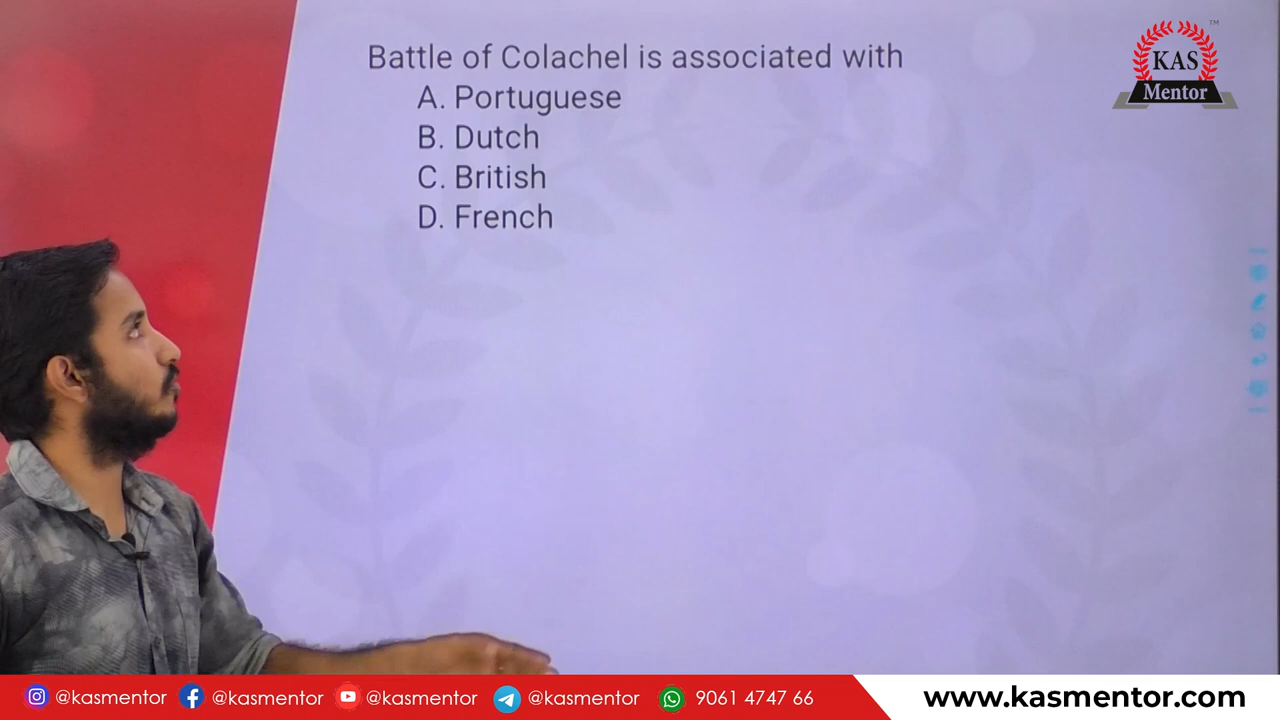 Battle of Colachel is associated with
A. Portuguese
B. Dutch
C. British
D. French
KAS
Mentor
TM
@kasmentor
@kasmentor
@kasmentor
@kasmentor
9061 4747 66
www.kasmentor.com